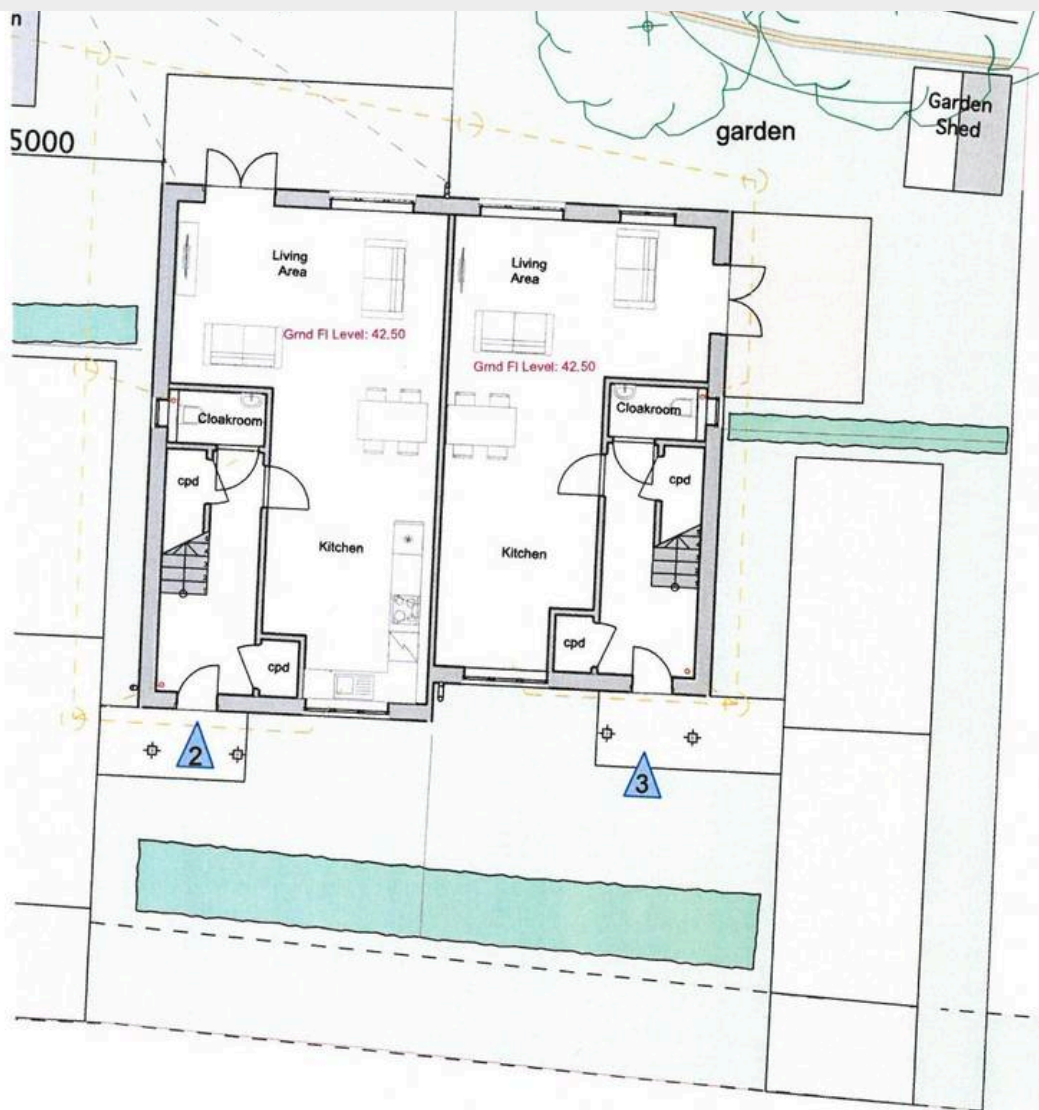 n
5000
garden
Garden
Shed
Living
Area
Living
Area
Grnd Fl Level: 42.50
Grnd Fl Level: 42.50
Cloakroom
Cloakroom
cpd
cpd
Kitchen
Kitchen
cpd
cpd
2
3